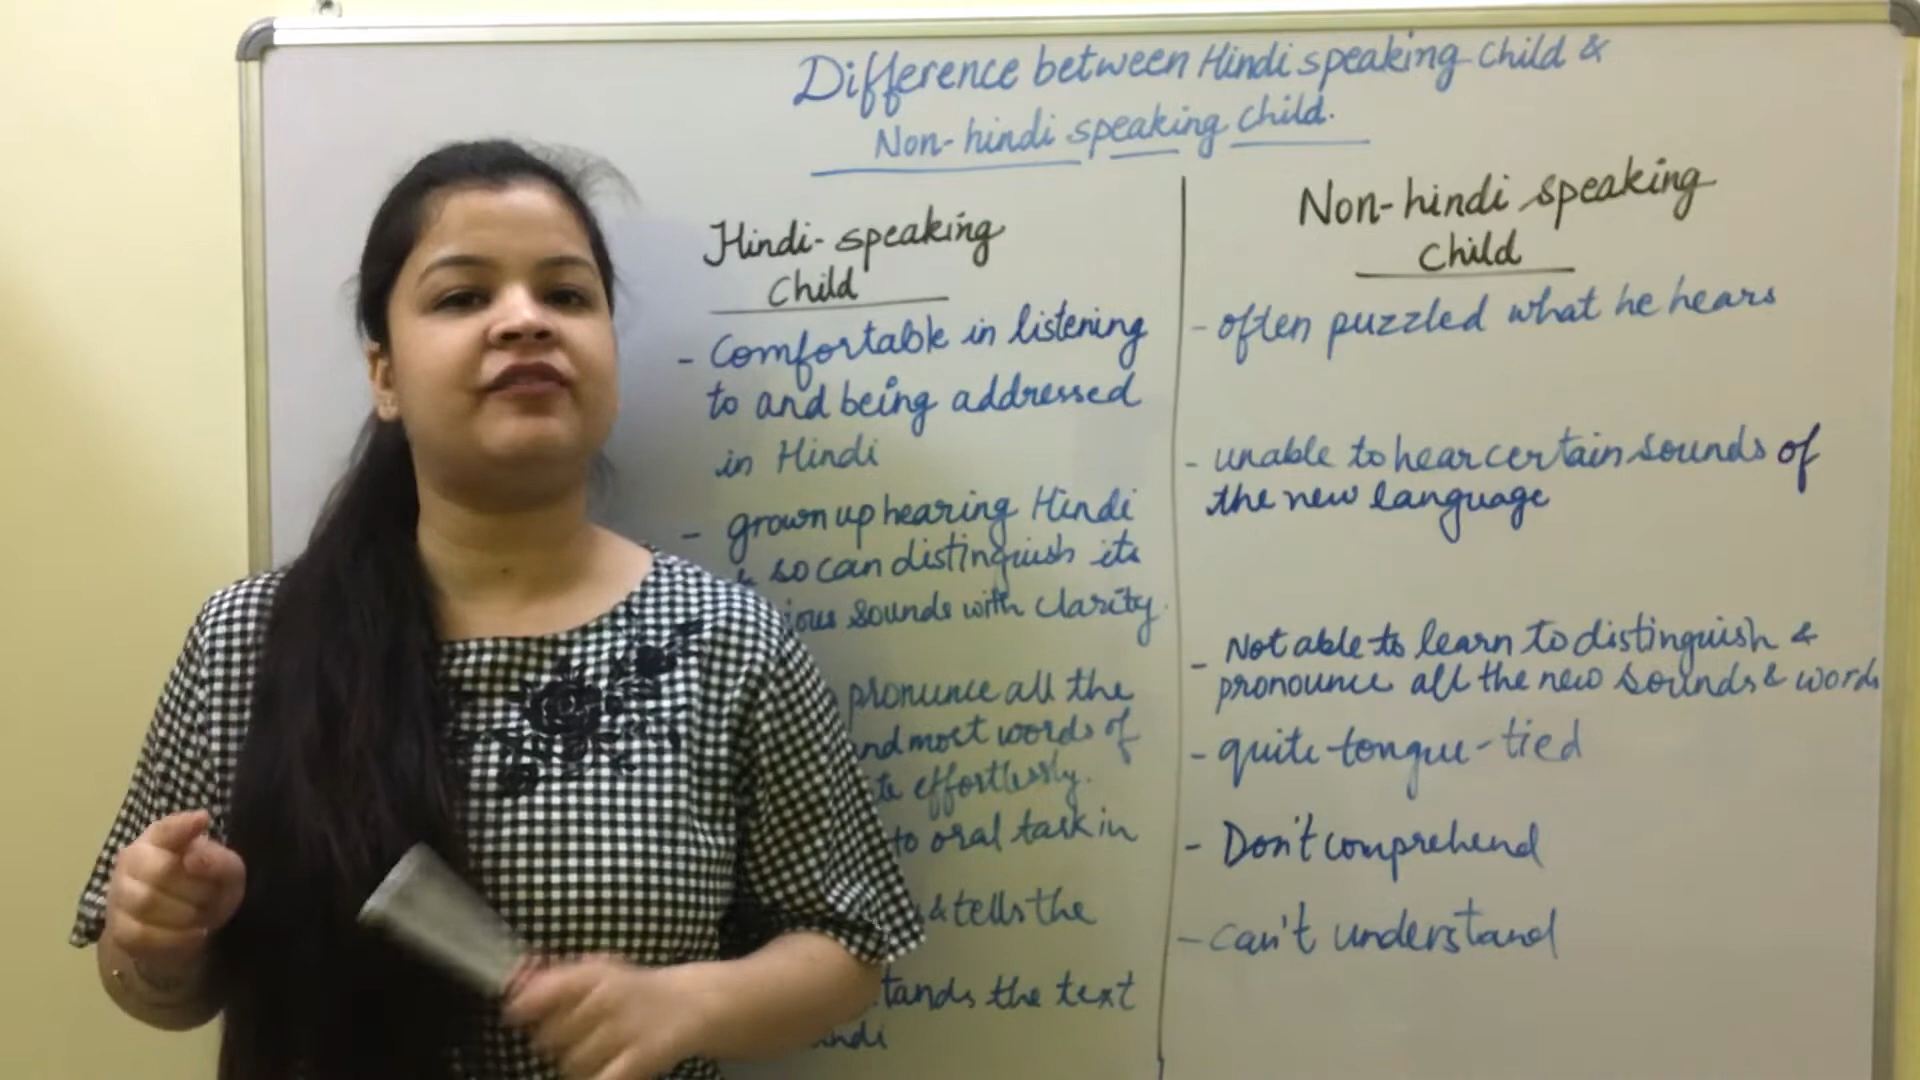 Difference between Hindi speaking child &
Non-hindi speaking child.
Hindi-speaking
Child
- Comfortable in listening
to and being addressed
in Hindi
- grown up hearing Hindi
& so can distinguish its
sounds with clarity.
pronunce all the
most words of
effortlessly.
to oral task in
& tells the
the text
Non-hindi speaking
child
- often puzzled what he hears
- unable to hear certain sounds of
the new language
- Not able to learn to distinguish &
pronounce all the new sounds & words
- quite tongue-tied
- Don't comprehend
- can't understand